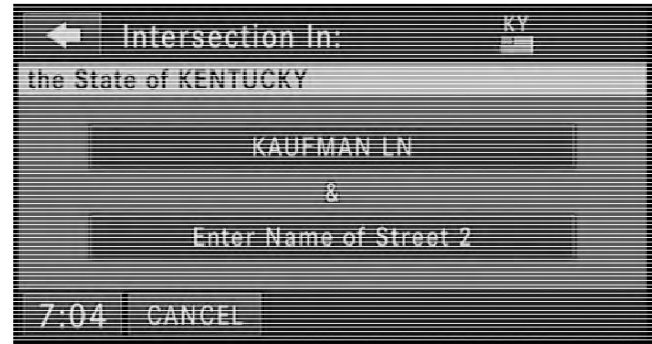 Intersection In:
KY
the State of KENTUCKY
KAUFMAN LN
&
Enter Name of Street 2
7:04 CANCEL